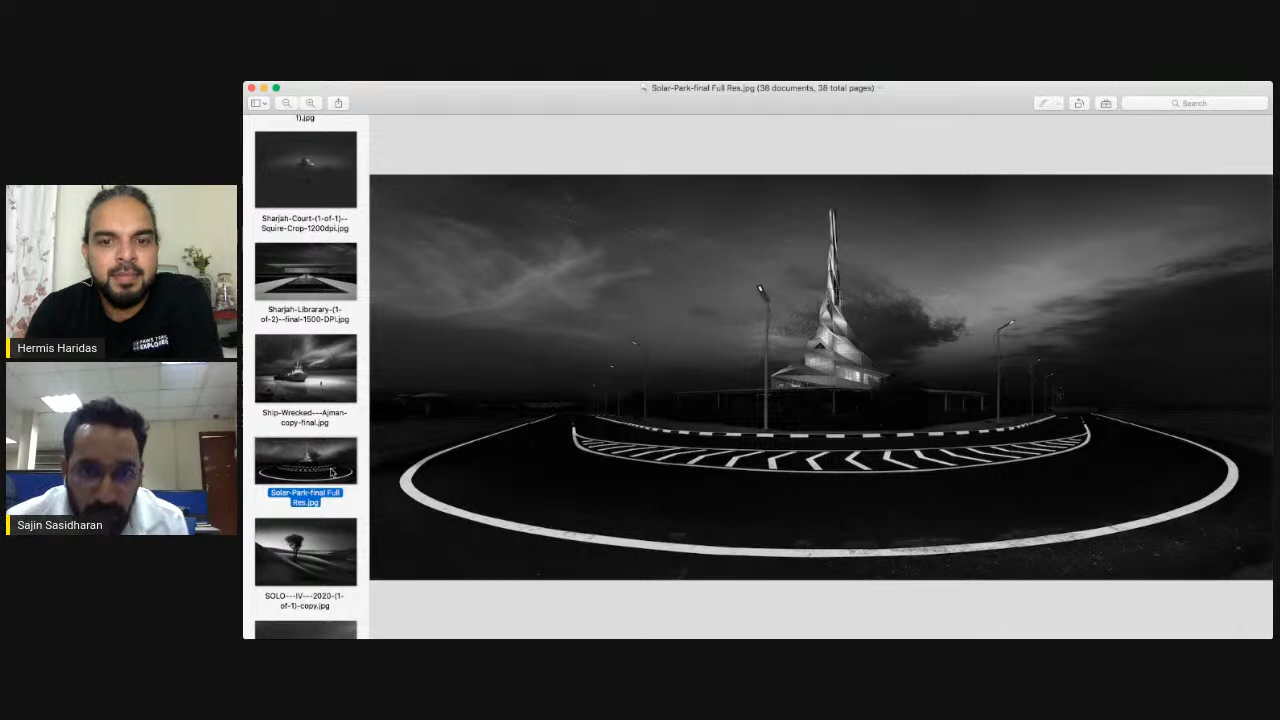 Solar-Park-final Full Res.jpg (38 documents, 38 total pages)
Search
1).jpg
Sharjah-Court-(1-of-1)--
Squire-Crop-1200dpi.jpg
Sharjah-Librarary-(1-
of-2)--final-1500-DPI.jpg
Ship-Wrecked---Ajman-
copy-final.jpg
Solar-Park-final Full
Res.jpg
SOLO---IV---2020-(1-
of-1)-copy.jpg
EXPLORER
Hermis Haridas
Sajin Sasidharan